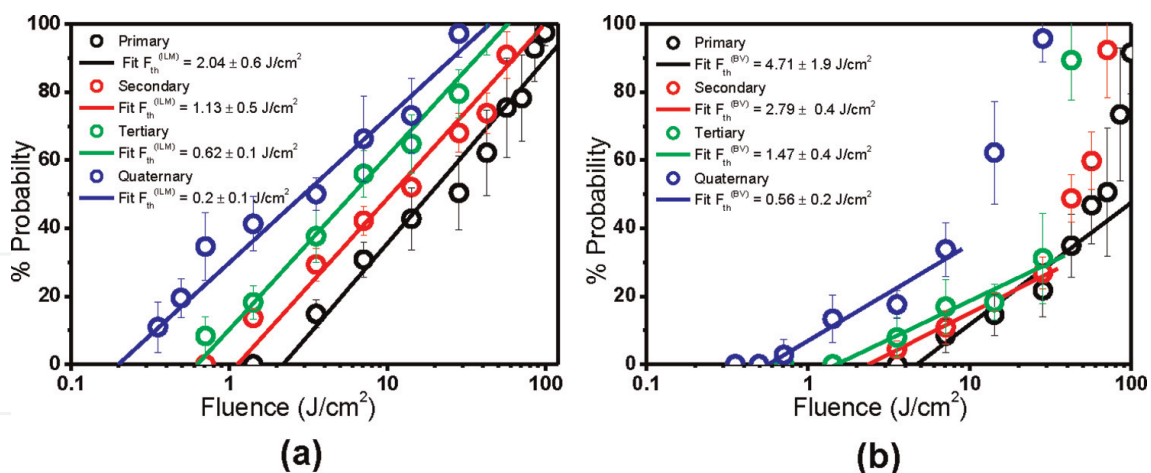 100
80
60
40
20
0
% Probability
Primary
Fit F_th^(ILM) = 2.04 ± 0.6 J/cm²
Secondary
Fit F_th^(ILM) = 1.13 ± 0.5 J/cm²
Tertiary
Fit F_th^(ILM) = 0.62 ± 0.1 J/cm²
Quaternary
Fit F_th^(ILM) = 0.2 ± 0.1 J/cm²
0.1 1 10 100
Fluence (J/cm²)
(a)
100
80
60
40
20
0
% Probability
Primary
Fit F_th^(BV) = 4.71 ± 1.9 J/cm²
Secondary
Fit F_th^(BV) = 2.79 ± 0.4 J/cm²
Tertiary
Fit F_th^(BV) = 1.47 ± 0.4 J/cm²
Quaternary
Fit F_th^(BV) = 0.56 ± 0.2 J/cm²
0.1 1 10 100
Fluence (J/cm²)
(b)